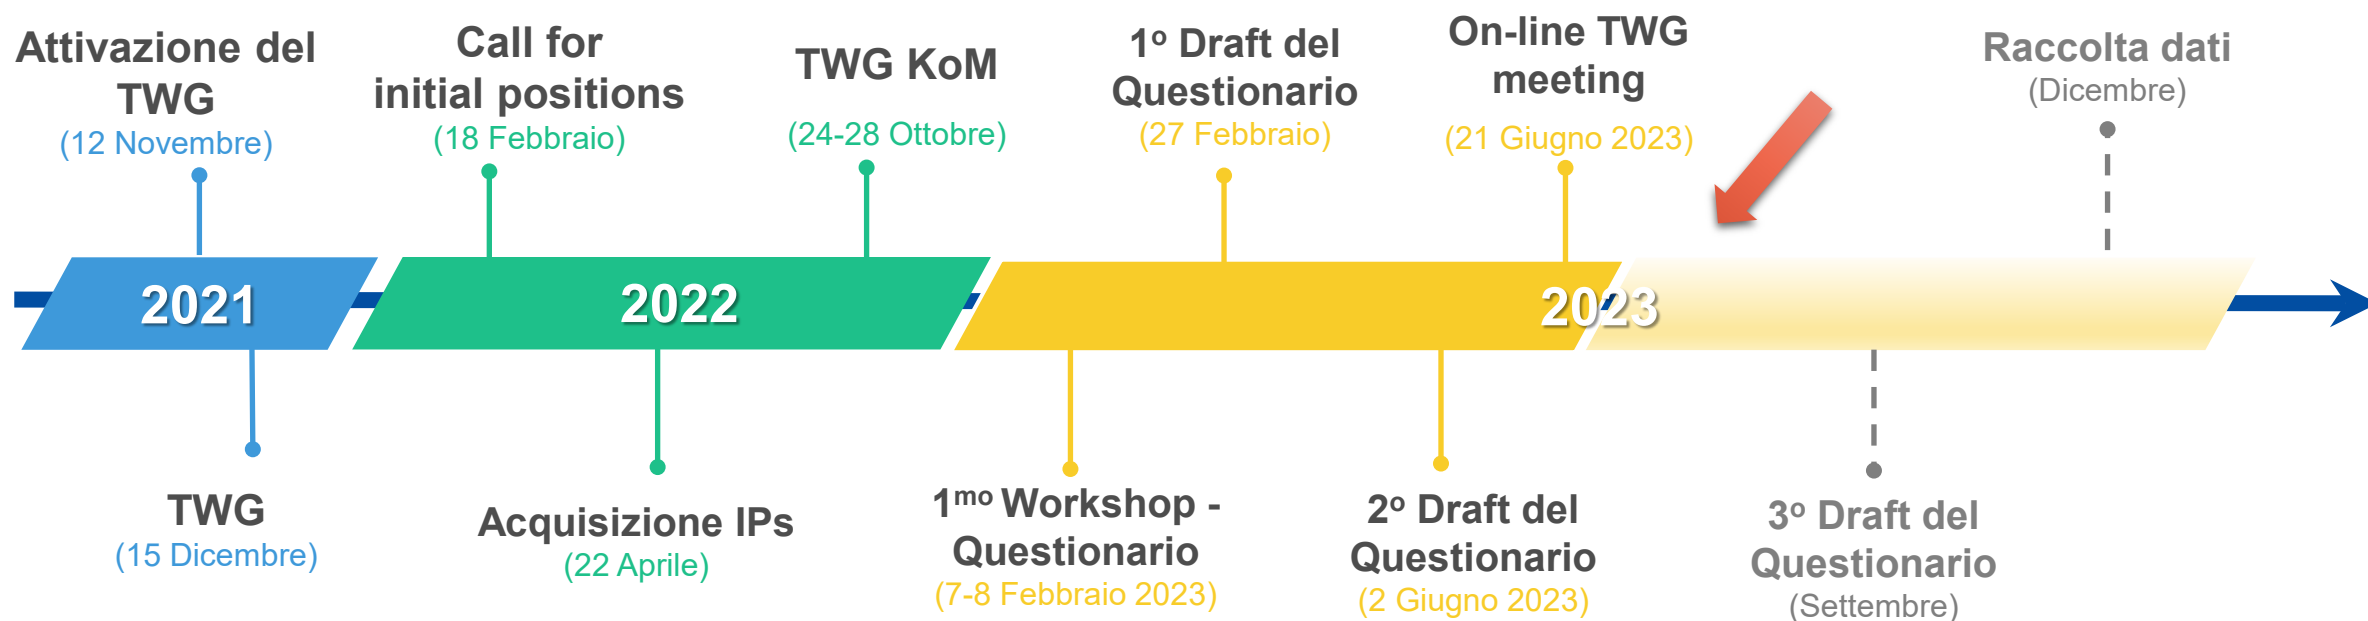 Attivazione del
TWG
(12 Novembre)
Call for
initial positions
(18 Febbraio)
TWG KoM
(24-28 Ottobre)
1º Draft del
Questionario
(27 Febbraio)
On-line TWG
meeting
(21 Giugno 2023)
Raccolta dati
(Dicembre)
2021
2022
2023
TWG
(15 Dicembre)
Acquisizione IPs
(22 Aprile)
1mo Workshop -
Questionario
(7-8 Febbraio 2023)
2º Draft del
Questionario
(2 Giugno 2023)
3º Draft del
Questionario
(Settembre)